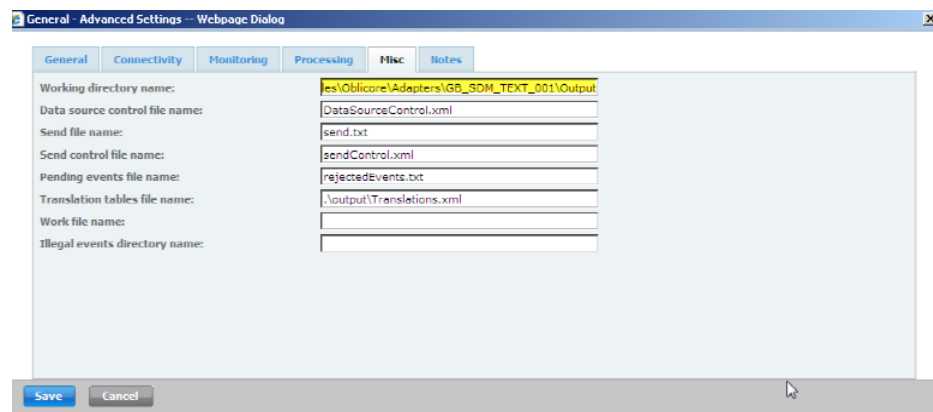 General - Advanced Settings -- Webpage Dialog
General Connectivity Monitoring Processing Misc Notes
Working directory name: les\Oblicore\Adapters\GB_SDM_TEXT_001\Output
Data source control file name: DataSourceControl.xml
Send file name: send.txt
Send control file name: sendControl.xml
Pending events file name: rejectedEvents.txt
Translation tables file name: .\output\Translations.xml
Work file name:
Illegal events directory name:
Save Cancel